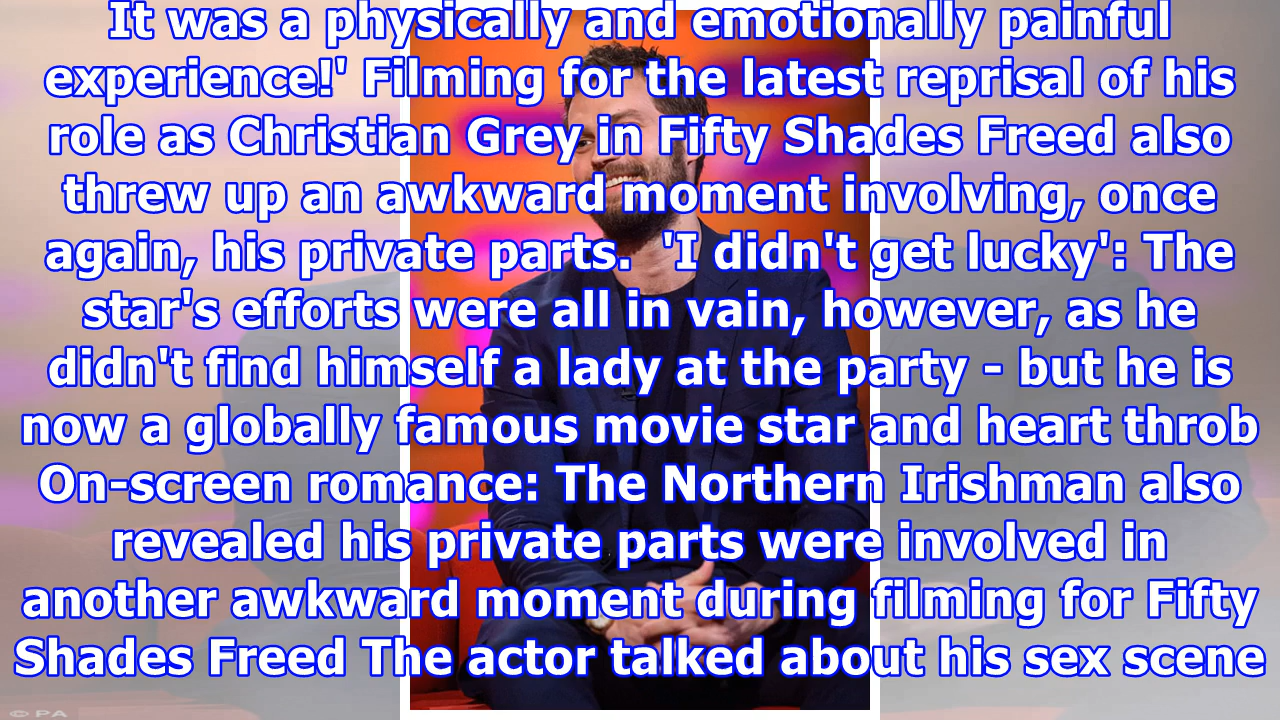 It was a physically and emotionally painful
experience!' Filming for the latest reprisal of his
role as Christian Grey in Fifty Shades Freed also
threw up an awkward moment involving, once
again, his private parts.  'I didn't get lucky': The
star's efforts were all in vain, however, as he
didn't find himself a lady at the party - but he is
now a globally famous movie star and heart throb
On-screen romance: The Northern Irishman also
revealed his private parts were involved in
another awkward moment during filming for Fifty
Shades Freed The actor talked about his sex scene
© PA